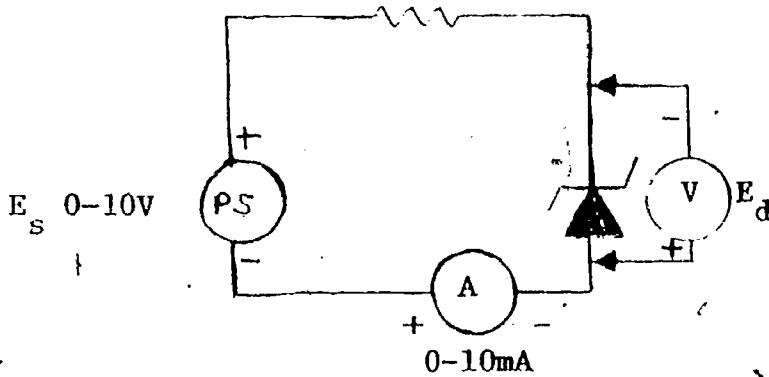 +
-
E_s 0-10V
PS
-
V
E_d
+
-
A
+ -
0-10mA